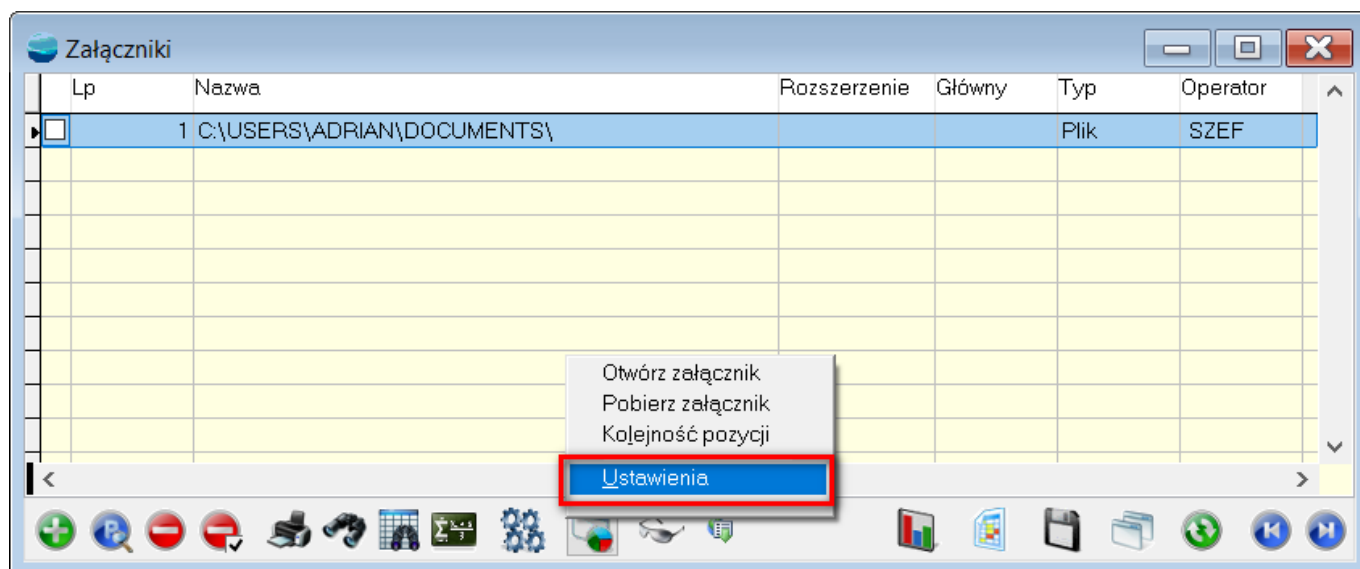 Załączniki
Lp Nazwa Rozszerzenie Główny Typ Operator
1 C:\USERS\ADRIAN\DOCUMENTS\ Plik SZEF
Otwórz załącznik
Pobierz załącznik
Kolejność pozycji
Ustawienia